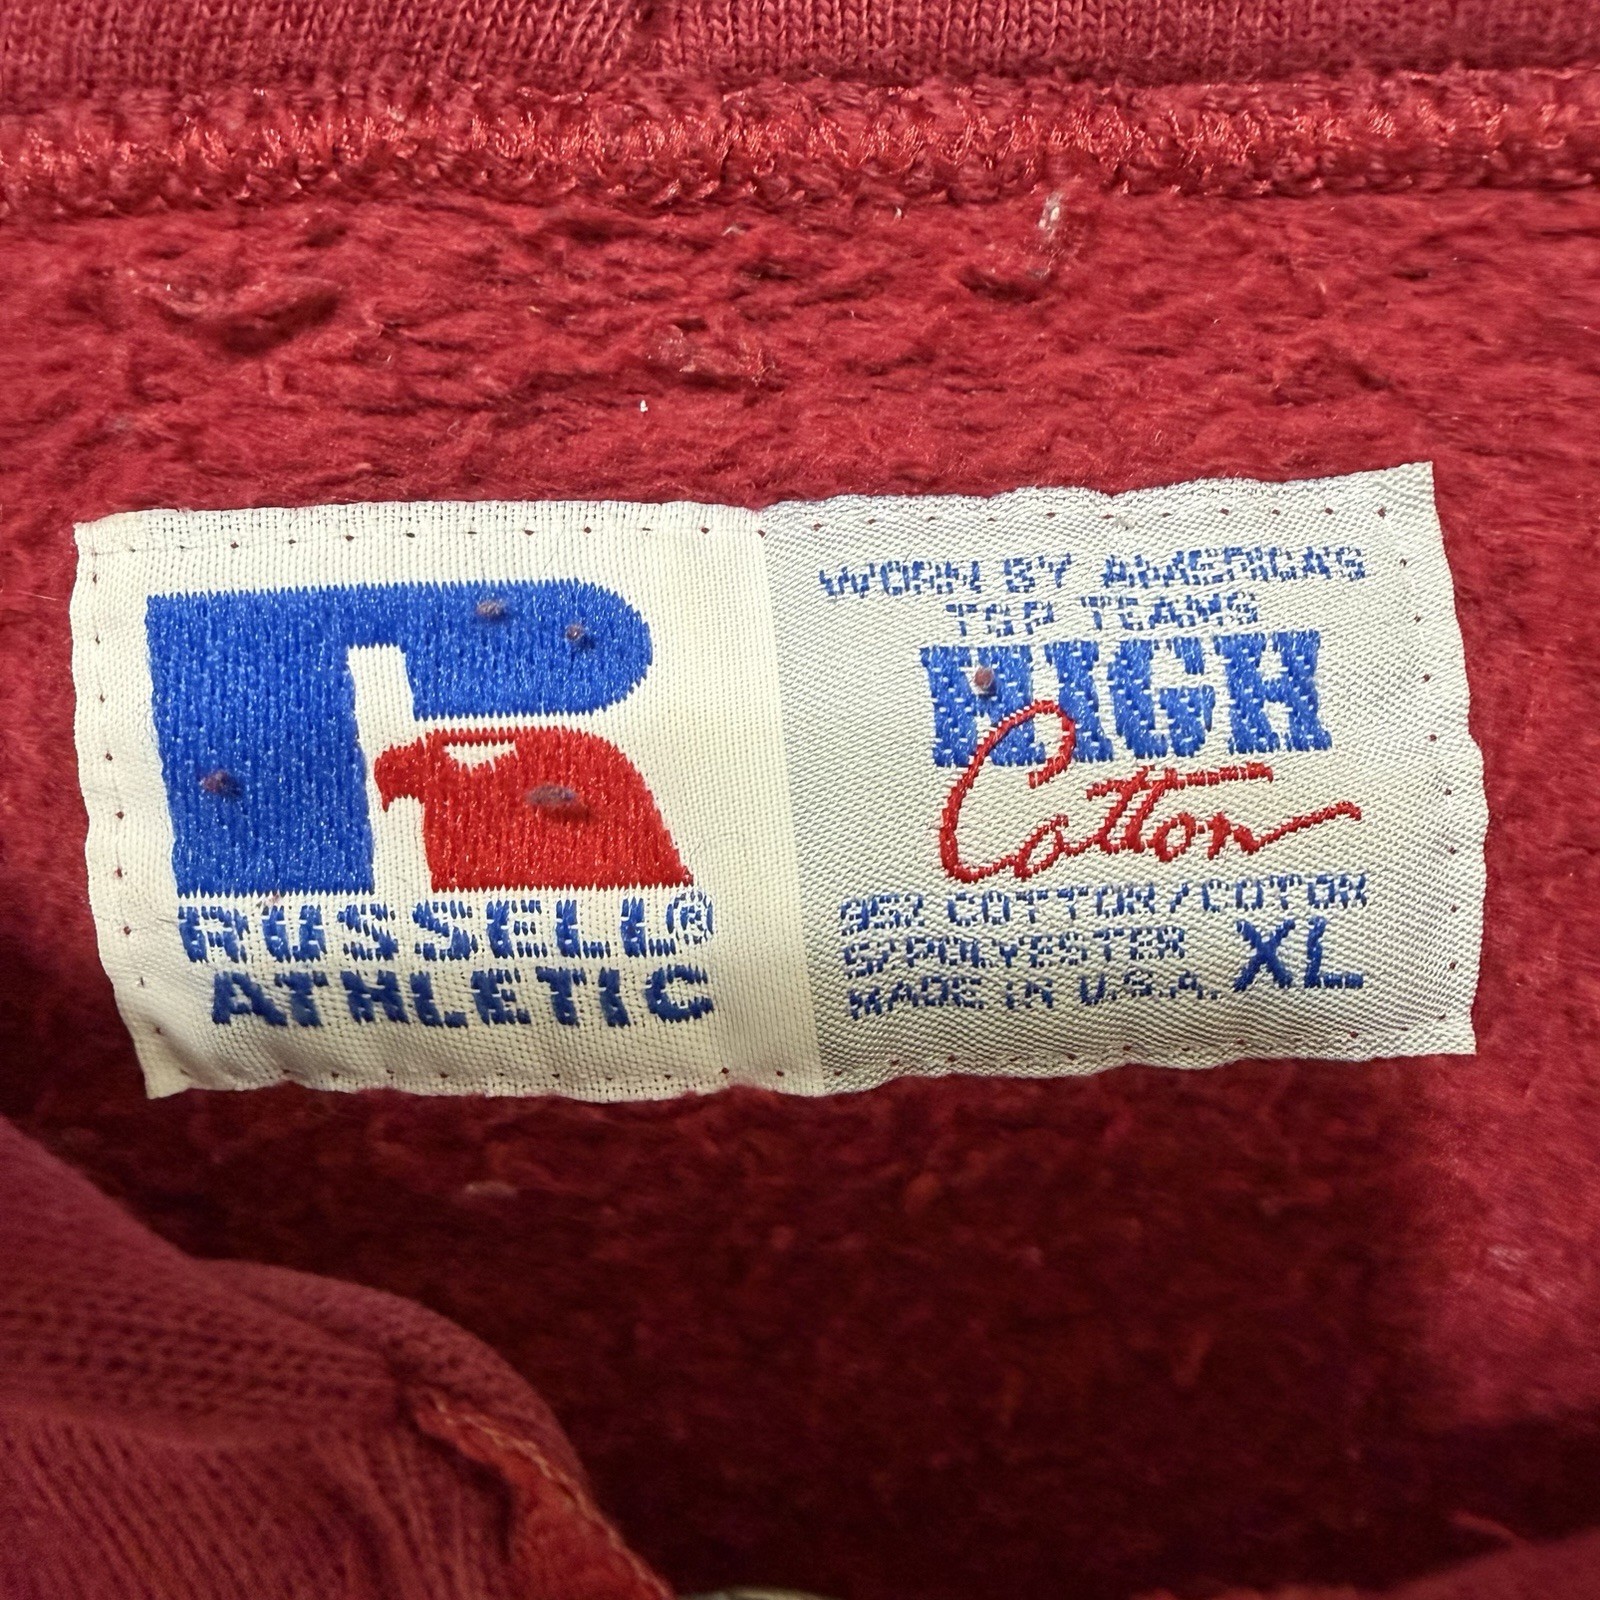 RUSSELL®
ATHLETIC
WORN BY AMERICA'S
TOP TEAMS
HIGH
Cotton
95% COTTON/COTON
5% POLYESTER
MADE IN U.S.A. XL